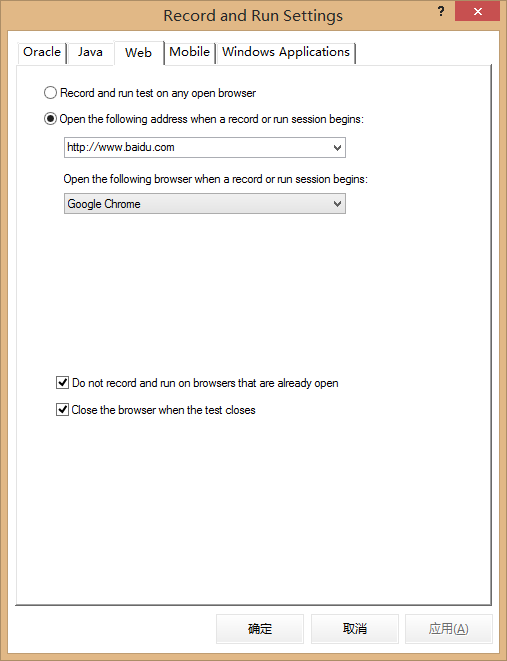 Record and Run Settings
?
Oracle Java Web Mobile Windows Applications
Record and run test on any open browser
Open the following address when a record or run session begins:
http://www.baidu.com
Open the following browser when a record or run session begins:
Google Chrome
Do not record and run on browsers that are already open
Close the browser when the test closes
确定 取消 应用(A)